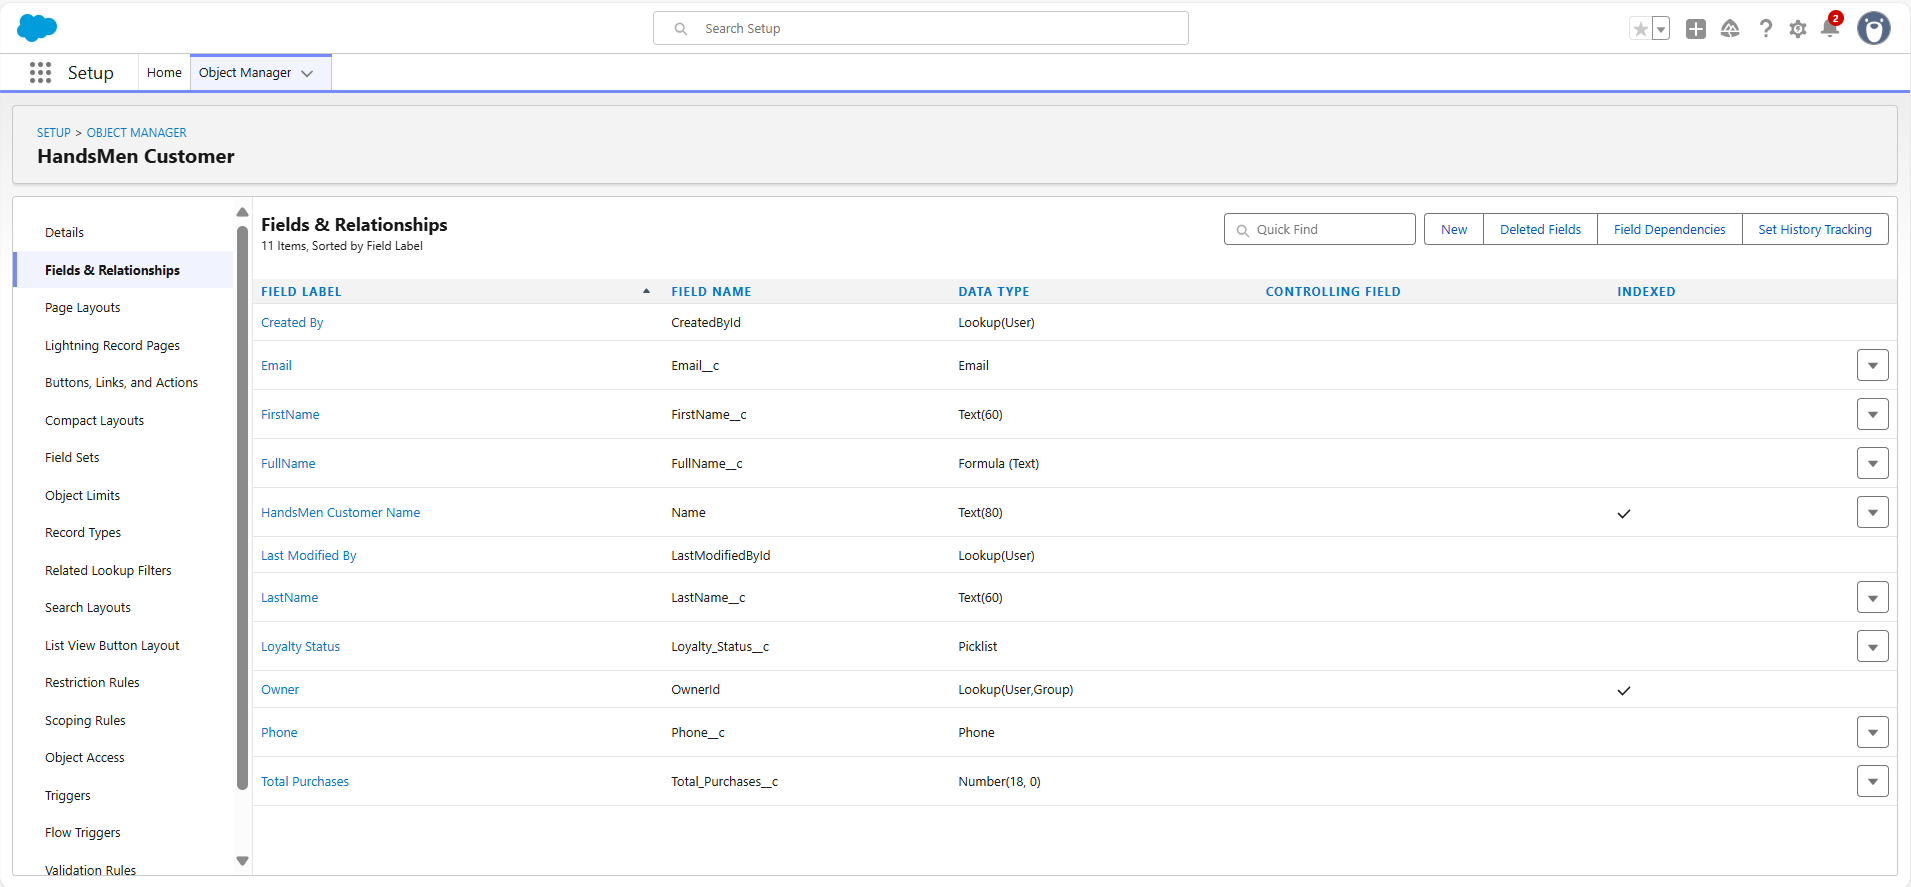 Search Setup
2
Setup
Home
Object Manager
SETUP > OBJECT MANAGER
HandsMen Customer
Details
Fields & Relationships
Page Layouts
Lightning Record Pages
Buttons, Links, and Actions
Compact Layouts
Field Sets
Object Limits
Record Types
Related Lookup Filters
Search Layouts
List View Button Layout
Restriction Rules
Scoping Rules
Object Access
Triggers
Flow Triggers
Validation Rules
Fields & Relationships
11 Items, Sorted by Field Label
Quick Find
New
Deleted Fields
Field Dependencies
Set History Tracking
FIELD LABEL FIELD NAME DATA TYPE CONTROLLING FIELD INDEXED
Created By CreatedById Lookup(User)
Email Email__c Email
FirstName FirstName__c Text(60)
FullName FullName__c Formula (Text)
HandsMen Customer Name Name Text(80)
Last Modified By LastModifiedById Lookup(User)
LastName LastName__c Text(60)
Loyalty Status Loyalty_Status__c Picklist
Owner OwnerId Lookup(User,Group)
Phone Phone__c Phone
Total Purchases Total_Purchases__c Number(18, 0)